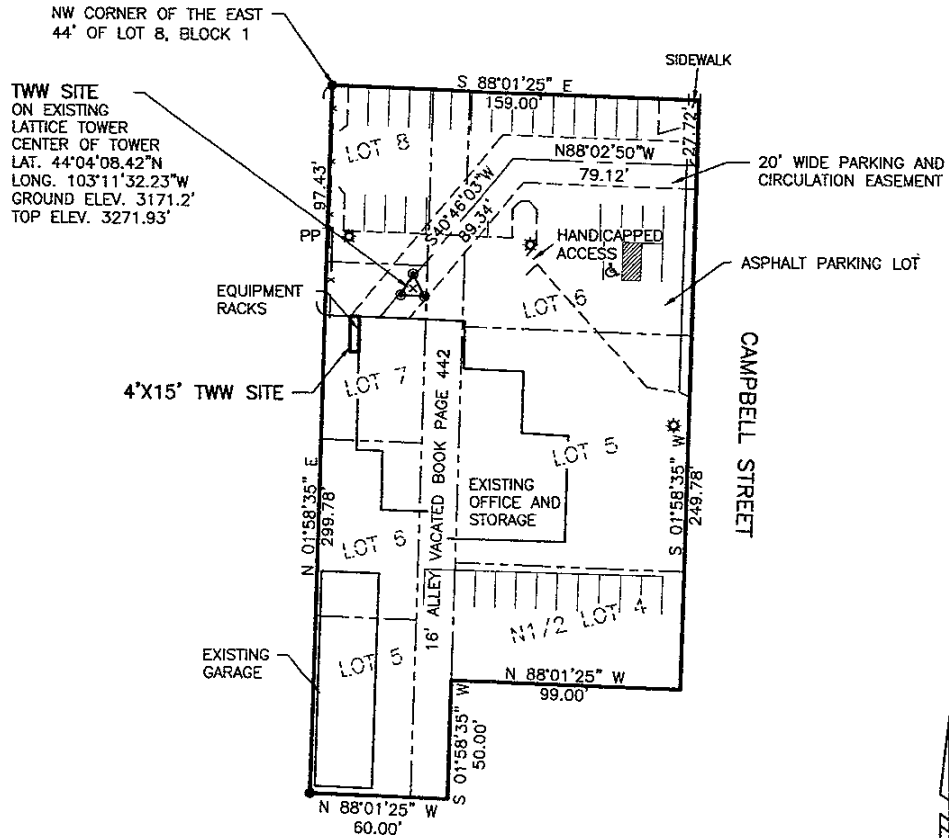 NW CORNER OF THE EAST
44' OF LOT 8, BLOCK 1
SIDEWALK
S 88°01'25" E
159.00'
TWW SITE
ON EXISTING
LATTICE TOWER
CENTER OF TOWER
LAT. 44°04'08.42"N
LONG. 103°11'32.23"W
GROUND ELEV. 3171.2'
TOP ELEV. 3271.93'
LOT 8
27.72'
N88°02'50"W
79.12'
20' WIDE PARKING AND
CIRCULATION EASEMENT
97.43'
S40°46'03"W
89.34'
PP
HANDICAPPED
ACCESS
ASPHALT PARKING LOT
EQUIPMENT
RACKS
LOT 6
4'X15' TWW SITE
LOT 7
CAMPBELL STREET
16' ALLEY VACATED BOOK PAGE 442
LOT 5
EXISTING
OFFICE AND
STORAGE
N 01°58'35" E
299.78'
S 01°58'35" W
249.78'
LOT 6
N1/2 LOT 4
EXISTING
GARAGE
LOT 5
N 88°01'25" W
99.00'
S 01°58'35" W
50.00'
N 88°01'25" W
60.00'